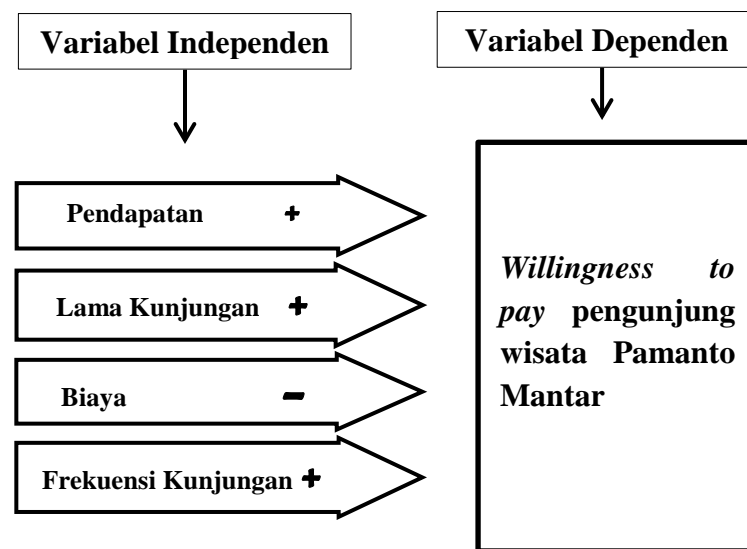 Variabel Independen
Variabel Dependen
Pendapatan +
Lama Kunjungan +
Biaya −
Frekuensi Kunjungan +
Willingness to
pay pengunjung
wisata Pamanto
Mantar